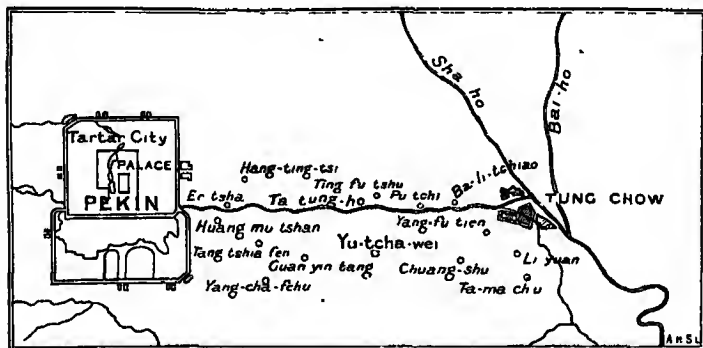 Sha ho
Bai-ho
Tartar City
PALACE
PEKIN
Hang-ting-tsi
Ting fu tshu
Pu tchi
Ba-li-tchiao
TUNG CHOW
Er tsha
Ta tung-ho
Huang mu tshan
Yang-fu tien
Tang tshia fen
Yu-tcha-wei
Guan yin tang
Chuang-shu
Li yuan
Yang-cha-fchu
Ta-ma chu